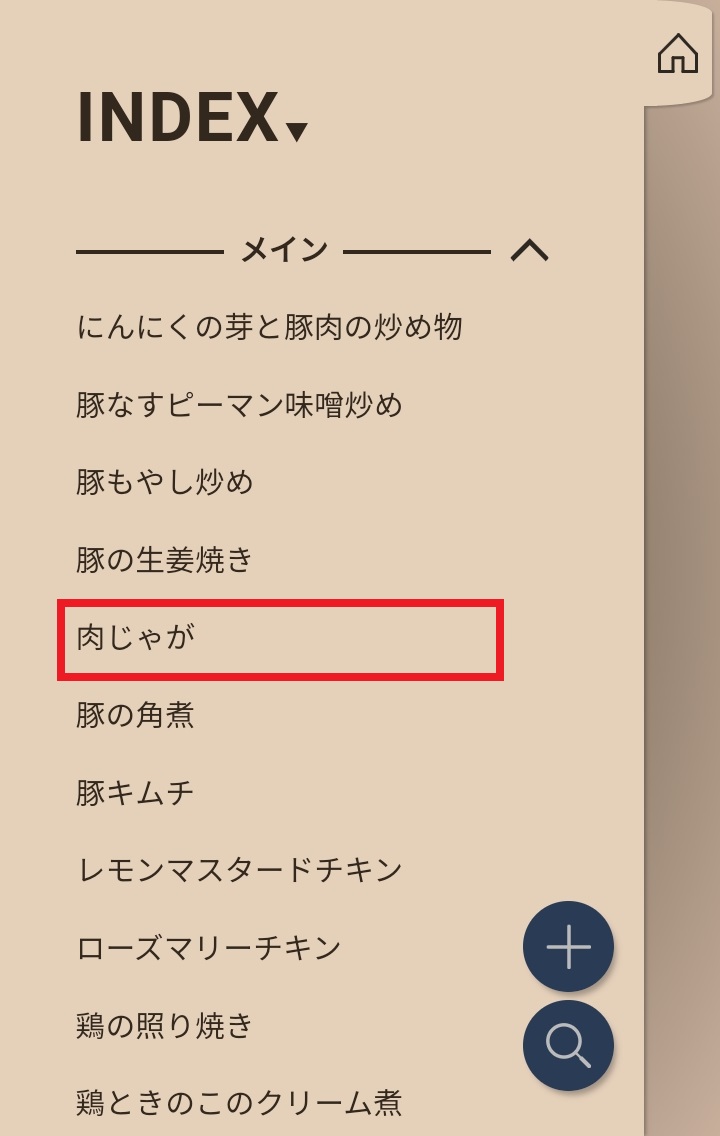 INDEX▼
メイン
にんにくの芽と豚肉の炒め物
豚なすピーマン味噌炒め
豚もやし炒め
豚の生姜焼き
肉じゃが
豚の角煮
豚キムチ
レモンマスタードチキン
ローズマリーチキン
鶏の照り焼き
鶏ときのこのクリーム煮